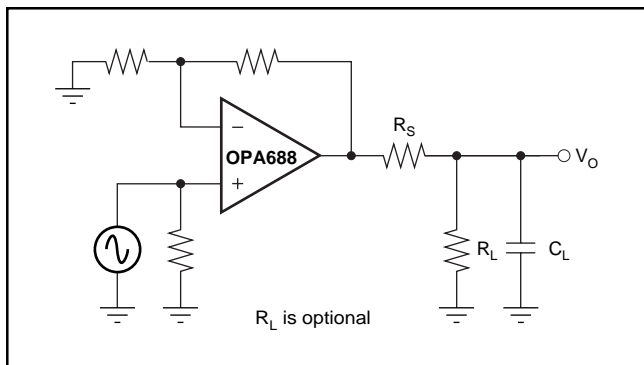 R_S
−
OPA688
+
V_O
R_L
C_L
R_L is optional